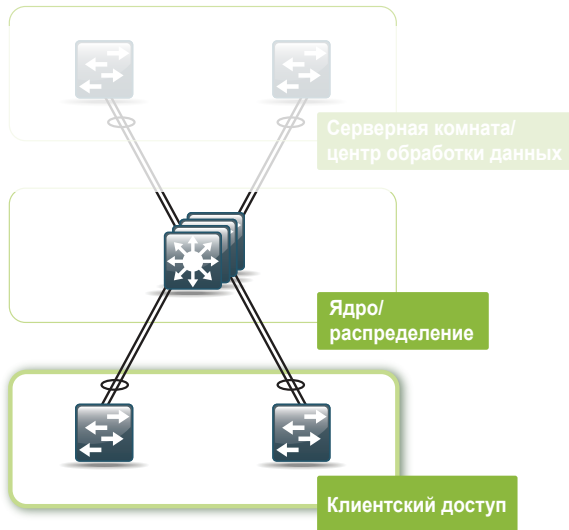 Серверная комната/
центр обработки данных
Ядро/
распределение
Клиентский доступ